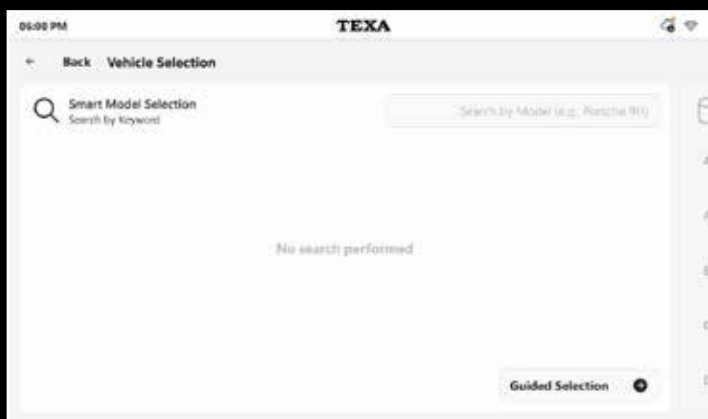 06:00 PM
TEXA
← Back Vehicle Selection
Smart Model Selection
Search by Keyword
Search by Model (e.g. Porsche
No search performed
Guided Selection